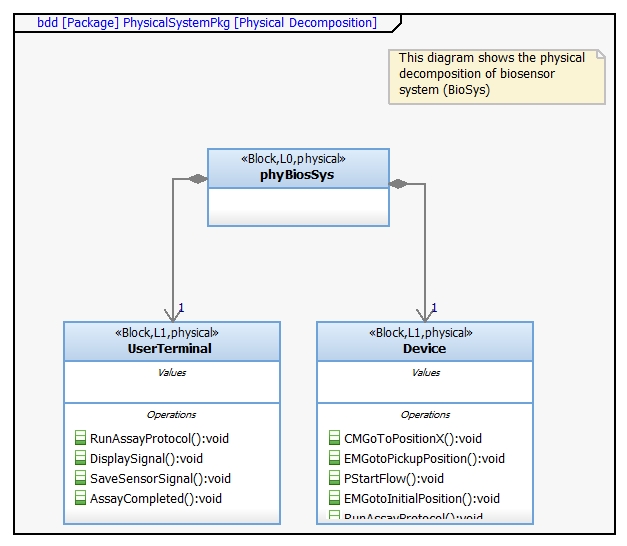 bdd [Package] PhysicalSystemPkg [Physical Decomposition]
This diagram shows the physical
decomposition of biosensor
system (BioSys)
«Block,L0,physical»
phyBiosSys
1
1
«Block,L1,physical»
UserTerminal
Values
Operations
RunAssayProtocol():void
DisplaySignal():void
SaveSensorSignal():void
AssayCompleted():void
«Block,L1,physical»
Device
Values
Operations
CMGoToPositionX():void
EMGotoPickupPosition():void
PStartFlow():void
EMGotoInitialPosition():void
RunAssayProtocol():void